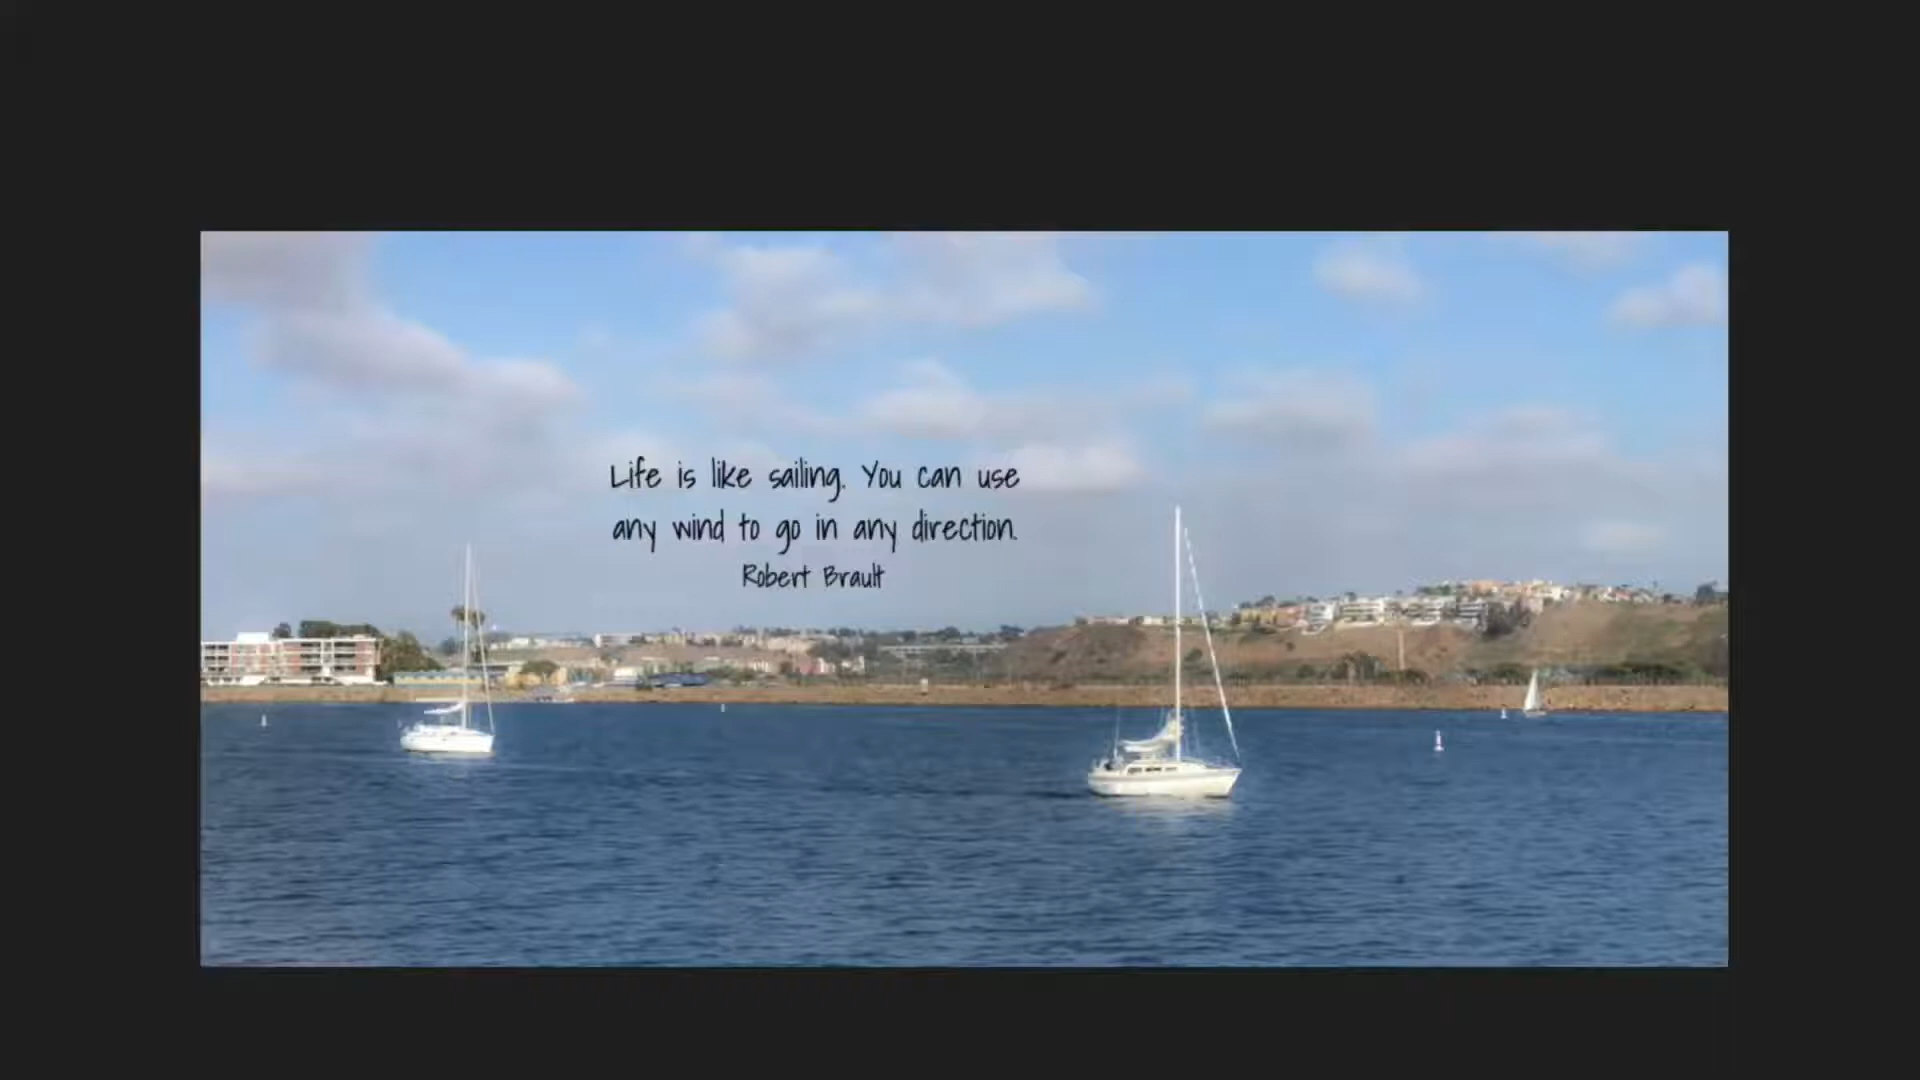 Life is like sailing. You can use
any wind to go in any direction.
Robert Brault